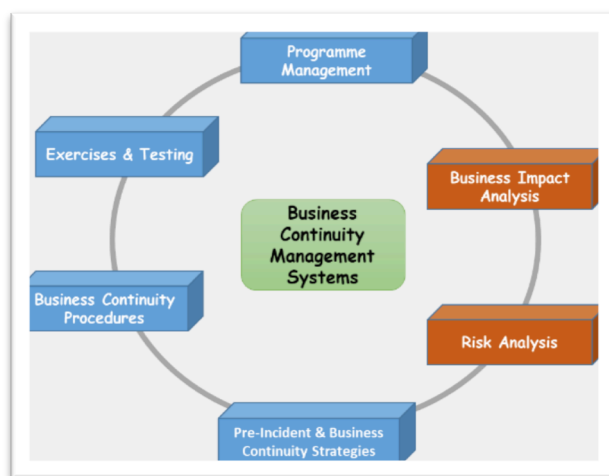 Programme
Management
Exercises & Testing
Business Impact
Analysis
Business
Continuity
Management
Systems
Business Continuity
Procedures
Risk Analysis
Pre-Incident & Business
Continuity Strategies